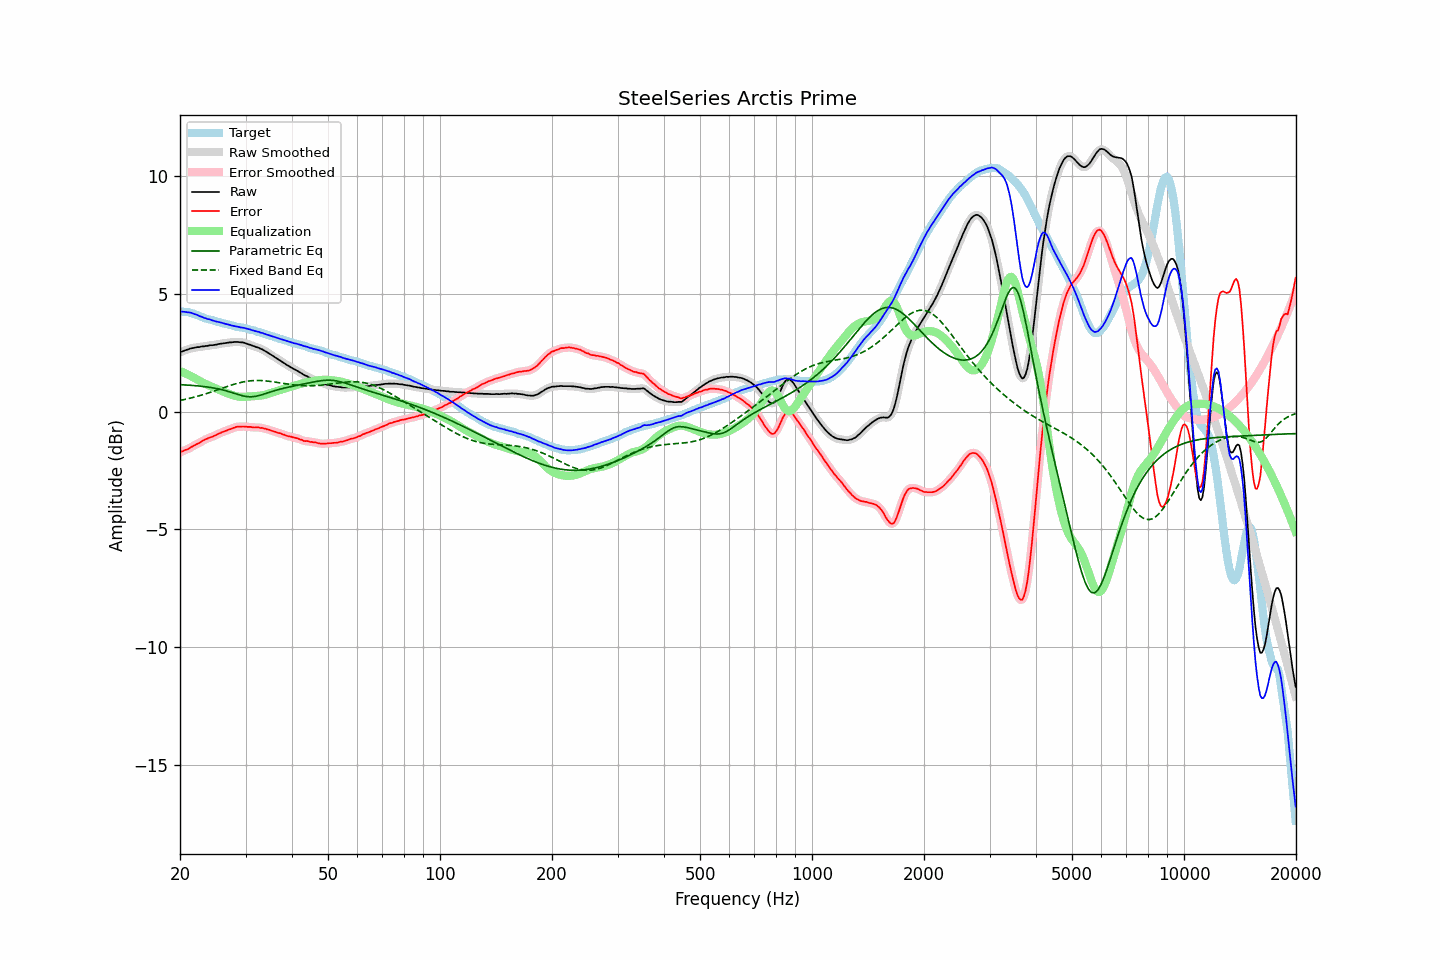 SteelSeries Arctis Prime
Target
Raw Smoothed
Error Smoothed
Raw
Error
Equalization
Parametric Eq
Fixed Band Eq
Equalized
Amplitude (dBr)
10
5
0
−5
−10
−15
20 50 100 200 500 1000 2000 5000 10000 20000
Frequency (Hz)